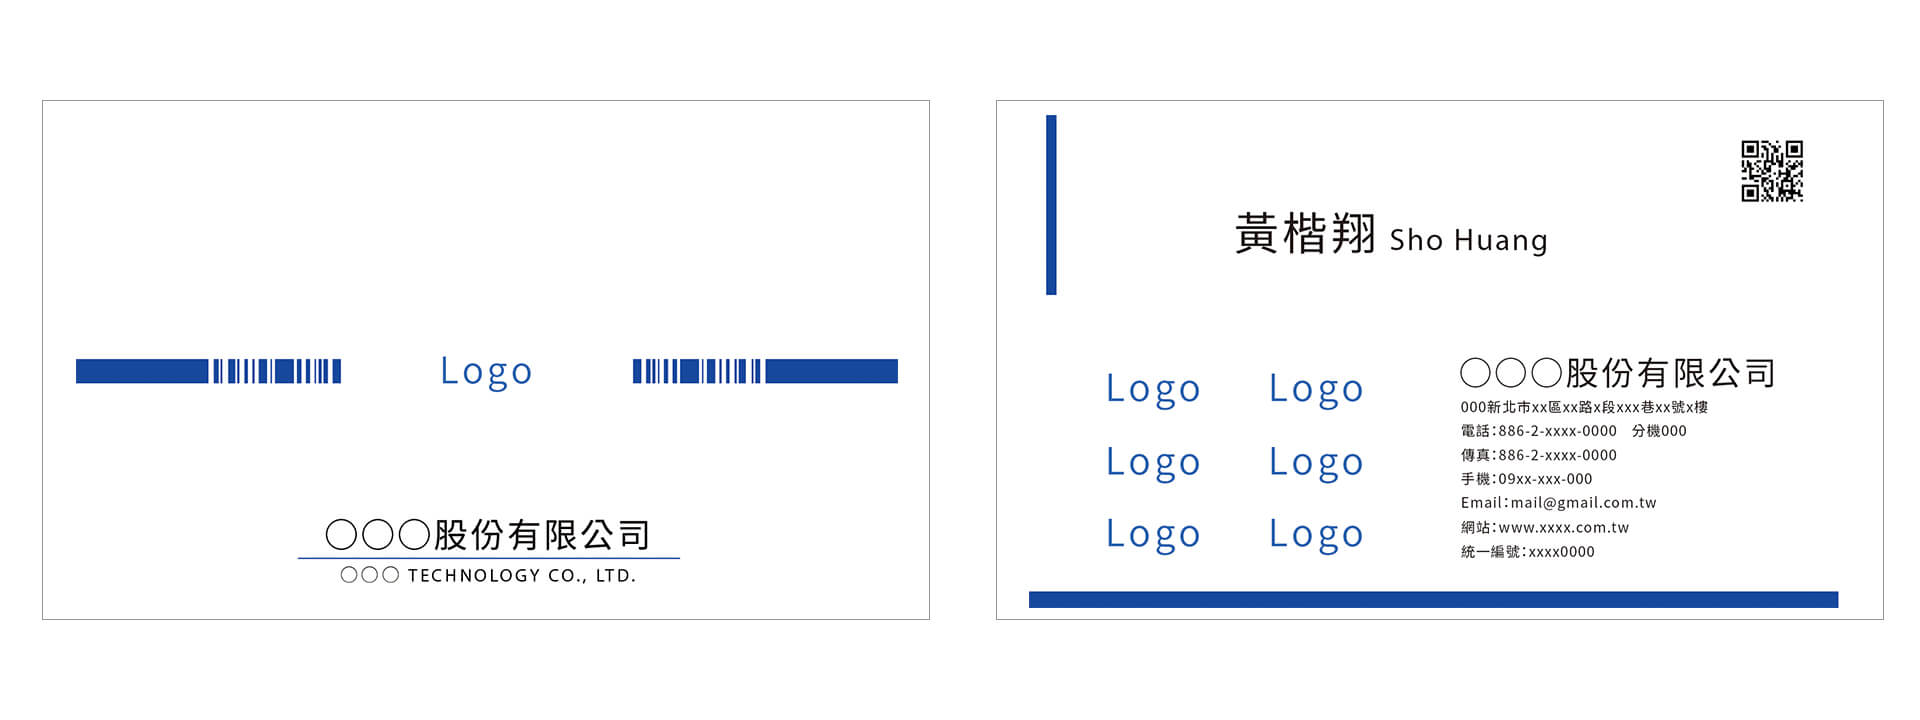 Logo
○○○股份有限公司
○○○ TECHNOLOGY CO., LTD.
黃楷翔 Sho Huang
Logo Logo
Logo Logo
Logo Logo
○○○股份有限公司
000新北市xx區xx路x段xxx巷xx號x樓
電話:886-2-xxxx-0000 分機000
傳真:886-2-xxxx-0000
手機:09xx-xxx-000
Email:mail@gmail.com.tw
網站:www.xxxx.com.tw
統一編號:xxxx0000